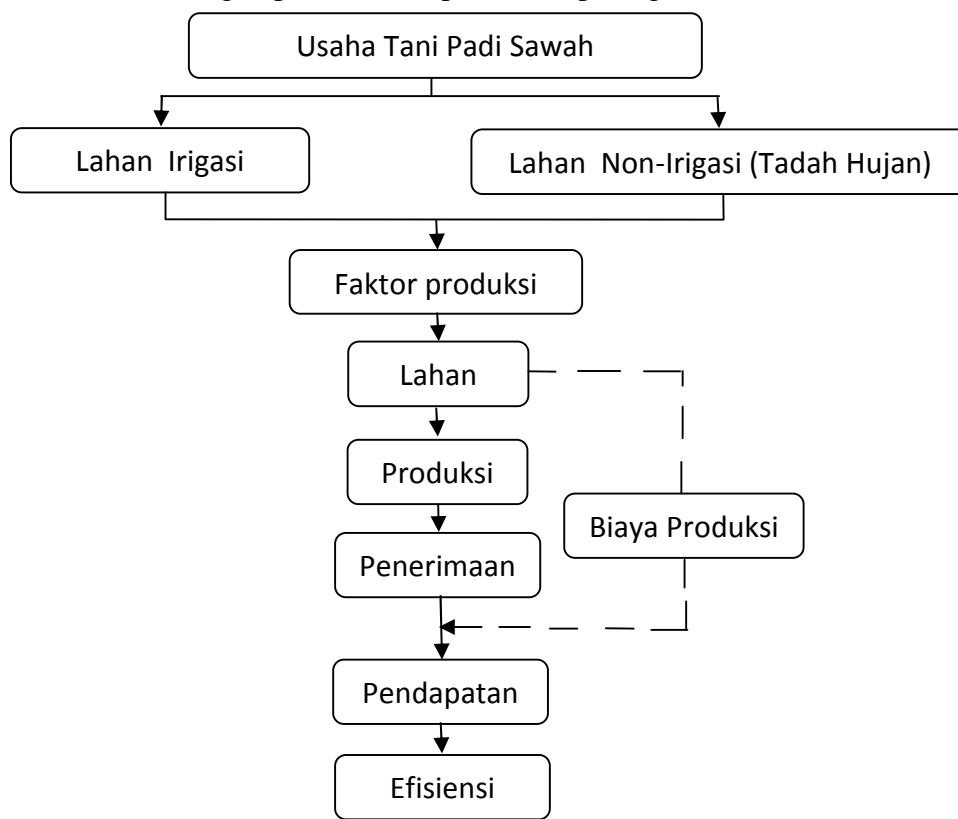 Usaha Tani Padi Sawah
Lahan Irigasi
Lahan Non-Irigasi (Tadah Hujan)
Faktor produksi
Lahan
Produksi
Biaya Produksi
Penerimaan
Pendapatan
Efisiensi